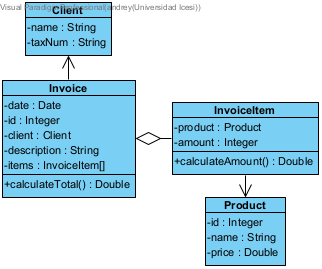 Visual Paradigm Professional(andrey(Universidad Icesi))
Client
-name : String
-taxNum : String
Invoice
-date : Date
-id : Integer
-client : Client
-description : String
-items : InvoiceItem[]
+calculateTotal() : Double
InvoiceItem
-product : Product
-amount : Integer
+calculateAmount() : Double
Product
-id : Integer
-name : String
-price : Double